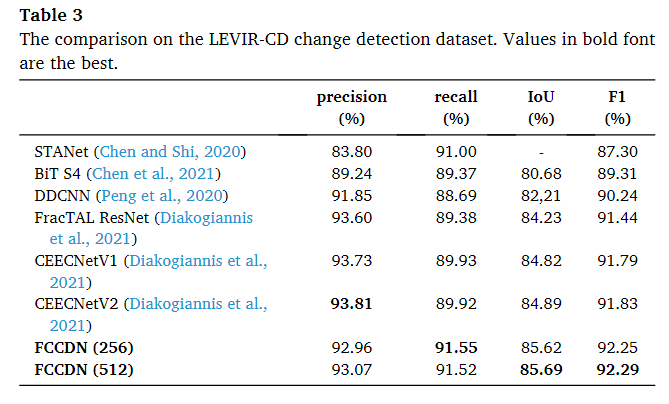 Table 3
The comparison on the LEVIR-CD change detection dataset. Values in bold font
are the best.
precision recall IoU F1
(%) (%) (%) (%)
STANet (Chen and Shi, 2020) 83.80 91.00 - 87.30
BiT S4 (Chen et al., 2021) 89.24 89.37 80.68 89.31
DDCNN (Peng et al., 2020) 91.85 88.69 82,21 90.24
FracTAL ResNet (Diakogiannis 93.60 89.38 84.23 91.44
et al., 2021)
CEECNetV1 (Diakogiannis et al., 93.73 89.93 84.82 91.79
2021)
CEECNetV2 (Diakogiannis et al., 93.81 89.92 84.89 91.83
2021)
FCCDN (256) 92.96 91.55 85.62 92.25
FCCDN (512) 93.07 91.52 85.69 92.29